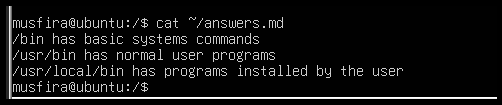 musfira@ubuntu:/$ cat ~/answers.md
/bin has basic systems commands
/usr/bin has normal user programs
/usr/local/bin has programs installed by the user
musfira@ubuntu:/$